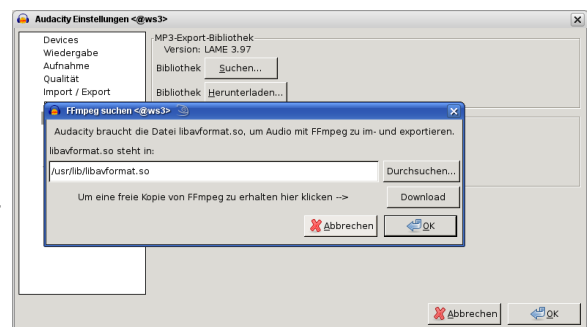 Audacity Einstellungen <@ws3>
Devices
Wiedergabe
Aufnahme
Qualität
Import / Export
MP3-Export-Bibliothek
Version: LAME 3.97
Bibliothek Suchen...
Bibliothek Herunterladen...
FFmpeg suchen <@ws3>
Audacity braucht die Datei libavformat.so, um Audio mit FFmpeg zu im- und exportieren.
libavformat.so steht in:
/usr/lib/libavformat.so Durchsuchen...
Um eine freie Kopie von FFmpeg zu erhalten hier klicken --> Download
Abbrechen OK
Abbrechen OK